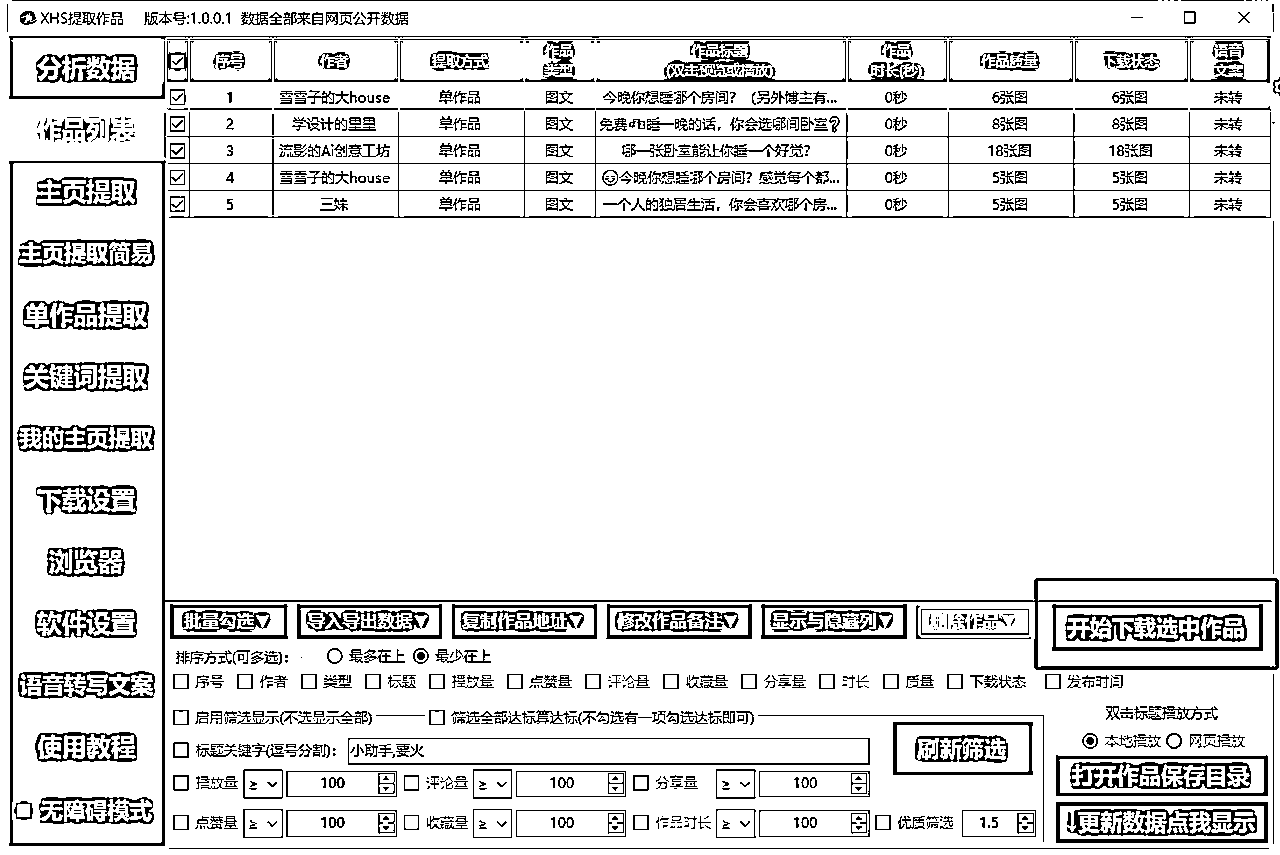 XHS提取作品 版本号:1.0.0.1 数据全部来自网页公开数据
分析数据
作品列表
主页提取
主页提取简易
单作品提取
关键词提取
我的主页提取
下载设置
浏览器
软件设置
语音转写文案
使用教程
无障碍模式
序号 作者 提取方式 作品类型 作品标题(双击预览或播放) 作品时长(秒) 作品质量 下载状态 语音文案
1 雪雪子的大house 单作品 图文 今晚你想睡哪个房间？（另外博主有... 0秒 6张图 6张图 未转
2 学设计的里里 单作品 图文 免费 睡一晚的话，你会选哪间卧室? 0秒 8张图 8张图 未转
3 流影的Ai创意工坊 单作品 图文 哪一张卧室能让你睡一个好觉? 0秒 18张图 18张图 未转
4 雪雪子的大house 单作品 图文 今晚你想睡哪个房间？感觉每个都... 0秒 5张图 5张图 未转
5 三妹 单作品 图文 一个人的独居生活，你会喜欢哪个房... 0秒 5张图 5张图 未转
批量勾选▽ 导入导出数据▽ 复制作品地址▽ 修改作品备注▽ 显示与隐藏列▽ 删除作品▽ 开始下载选中作品
排序方式(可多选)： 最多在上 最少在上
序号 作者 类型 标题 播放量 点赞量 评论量 收藏量 分享量 时长 质量 下载状态 发布时间
启用筛选显示(不选显示全部) 筛选全部达标算达标(不勾选有一项勾选达标即可)
标题关键字(逗号分割)： 小助手,要火
刷新筛选
播放量 ≥ 100 评论量 ≥ 100 分享量 ≥ 100
点赞量 ≥ 100 收藏量 ≥ 100 作品时长 ≥ 100 优质筛选 1.5
双击标题播放方式
本地播放 网页播放
打开作品保存目录
↓更新数据点我显示